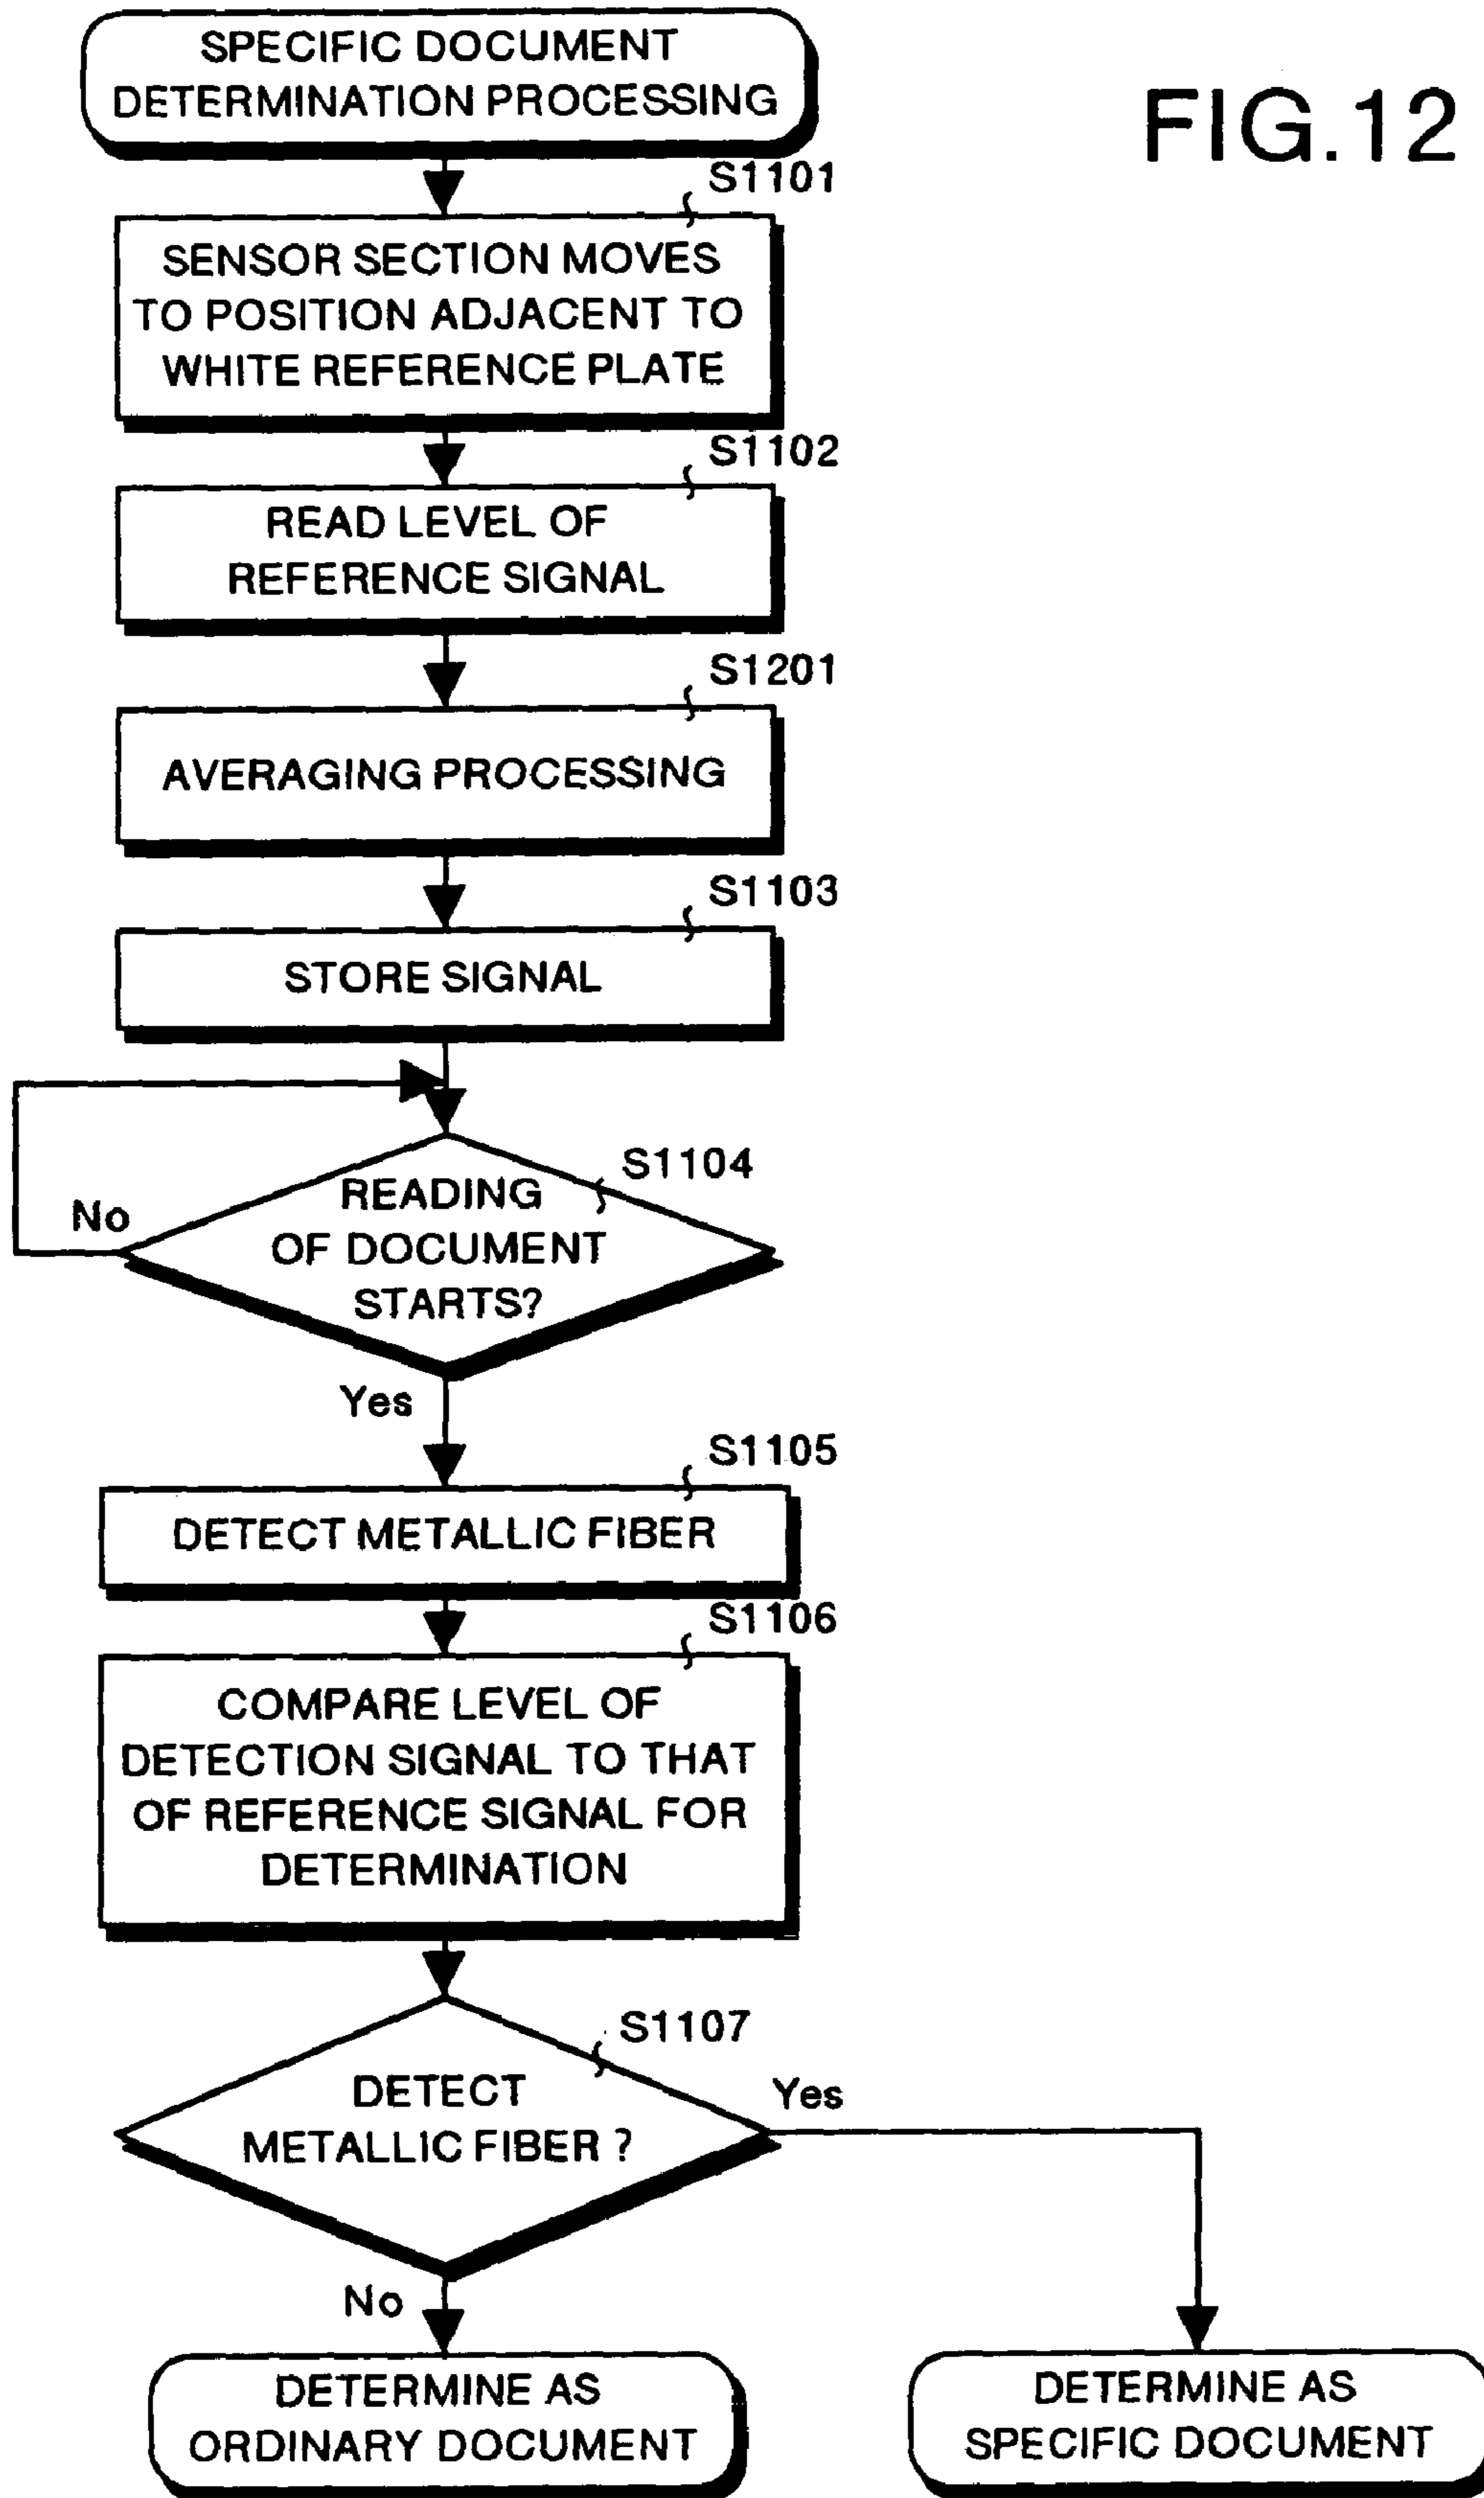 SPECIFIC DOCUMENT
DETERMINATION PROCESSING
FIG.12
S1101
SENSOR SECTION MOVES
TO POSITION ADJACENT TO
WHITE REFERENCE PLATE
S1102
READ LEVEL OF
REFERENCE SIGNAL
S1201
AVERAGING PROCESSING
S1103
STORE SIGNAL
S1104
READING
OF DOCUMENT
STARTS?
No
Yes
S1105
DETECT METALLIC FIBER
S1106
COMPARE LEVEL OF
DETECTION SIGNAL TO THAT
OF REFERENCE SIGNAL FOR
DETERMINATION
S1107
DETECT
METALLIC FIBER ?
Yes
No
DETERMINE AS
ORDINARY DOCUMENT
DETERMINE AS
SPECIFIC DOCUMENT